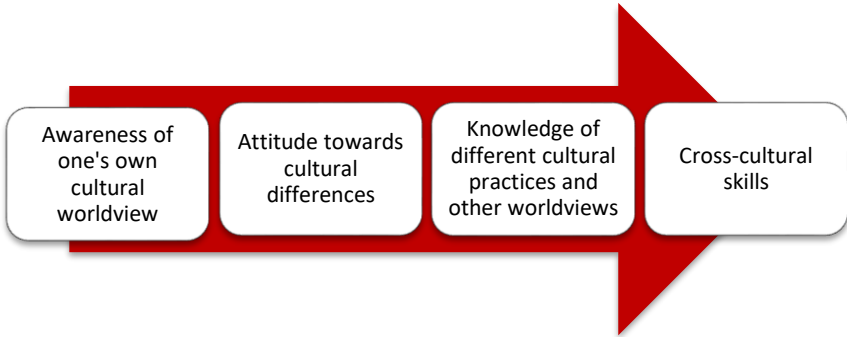 Awareness of
one's own
cultural
worldview
Attitude towards
cultural
differences
Knowledge of
different cultural
practices and
other worldviews
Cross-cultural
skills